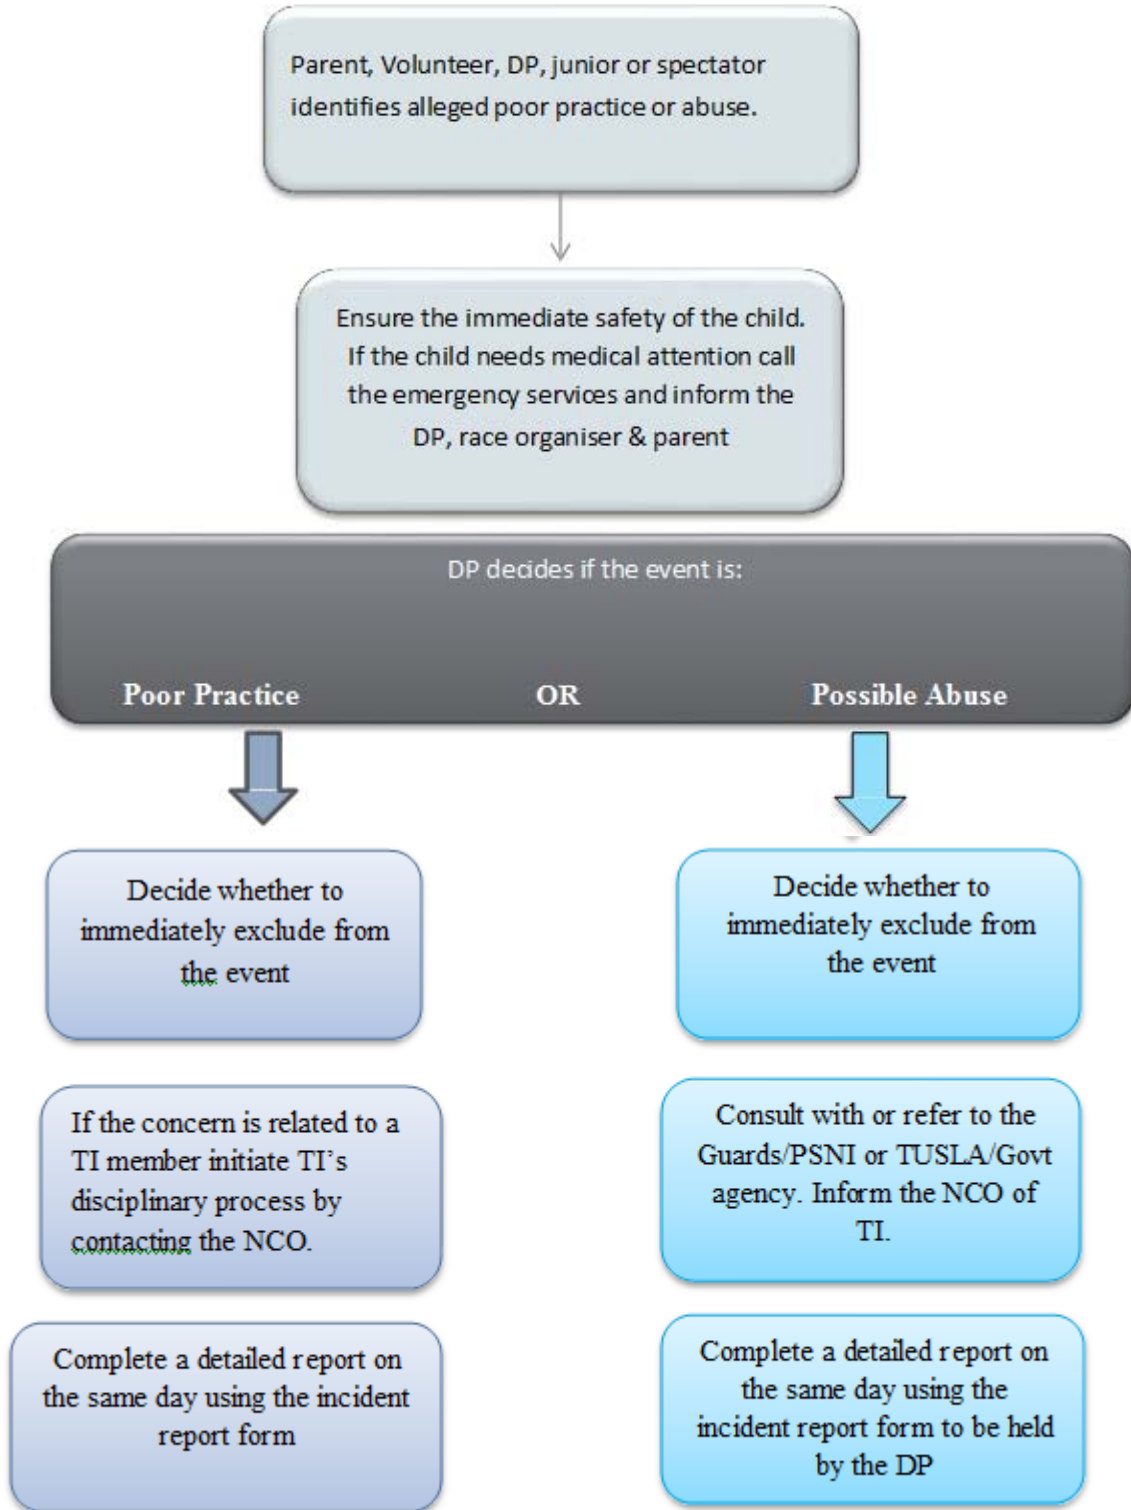 Parent, Volunteer, DP, junior or spectator
identifies alleged poor practice or abuse.
Ensure the immediate safety of the child.
If the child needs medical attention call
the emergency services and inform the
DP, race organiser & parent
DP decides if the event is:
Poor Practice OR Possible Abuse
Decide whether to
immediately exclude from
the event
If the concern is related to a
TI member initiate TI’s
disciplinary process by
contacting the NCO.
Complete a detailed report on
the same day using the incident
report form
Decide whether to
immediately exclude from
the event
Consult with or refer to the
Guards/PSNI or TUSLA/Govt
agency. Inform the NCO of
TI.
Complete a detailed report on
the same day using the
incident report form to be held
by the DP